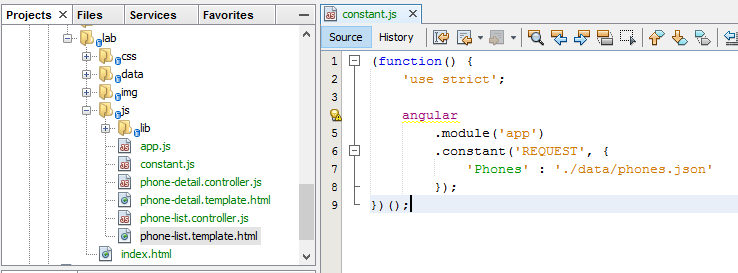 Projects
Files
Services
Favorites
lab
css
data
img
js
lib
app.js
constant.js
phone-detail.controller.js
phone-detail.template.html
phone-list.controller.js
phone-list.template.html
index.html
constant.js
Source
History
1 (function() {
2 'use strict';
3
4 angular
5 .module('app')
6 .constant('REQUEST', {
7 'Phones' : './data/phones.json'
8 });
9 })();